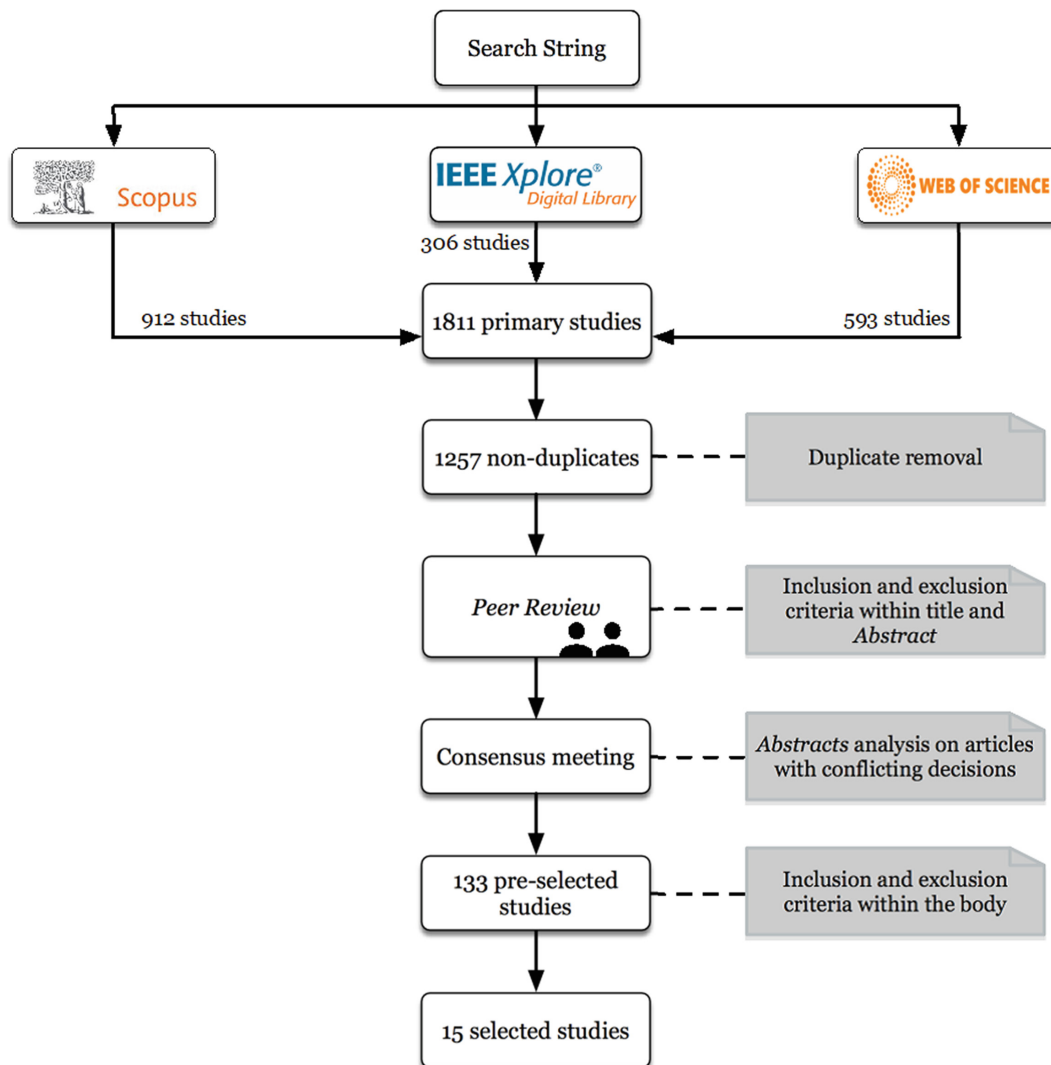 Search String
Scopus
IEEE Xplore®
Digital Library
WEB OF SCIENCE
306 studies
912 studies
1811 primary studies
593 studies
1257 non-duplicates
Duplicate removal
Peer Review
Inclusion and exclusion
criteria within title and
Abstract
Consensus meeting
Abstracts analysis on articles
with conflicting decisions
133 pre-selected
studies
Inclusion and exclusion
criteria within the body
15 selected studies